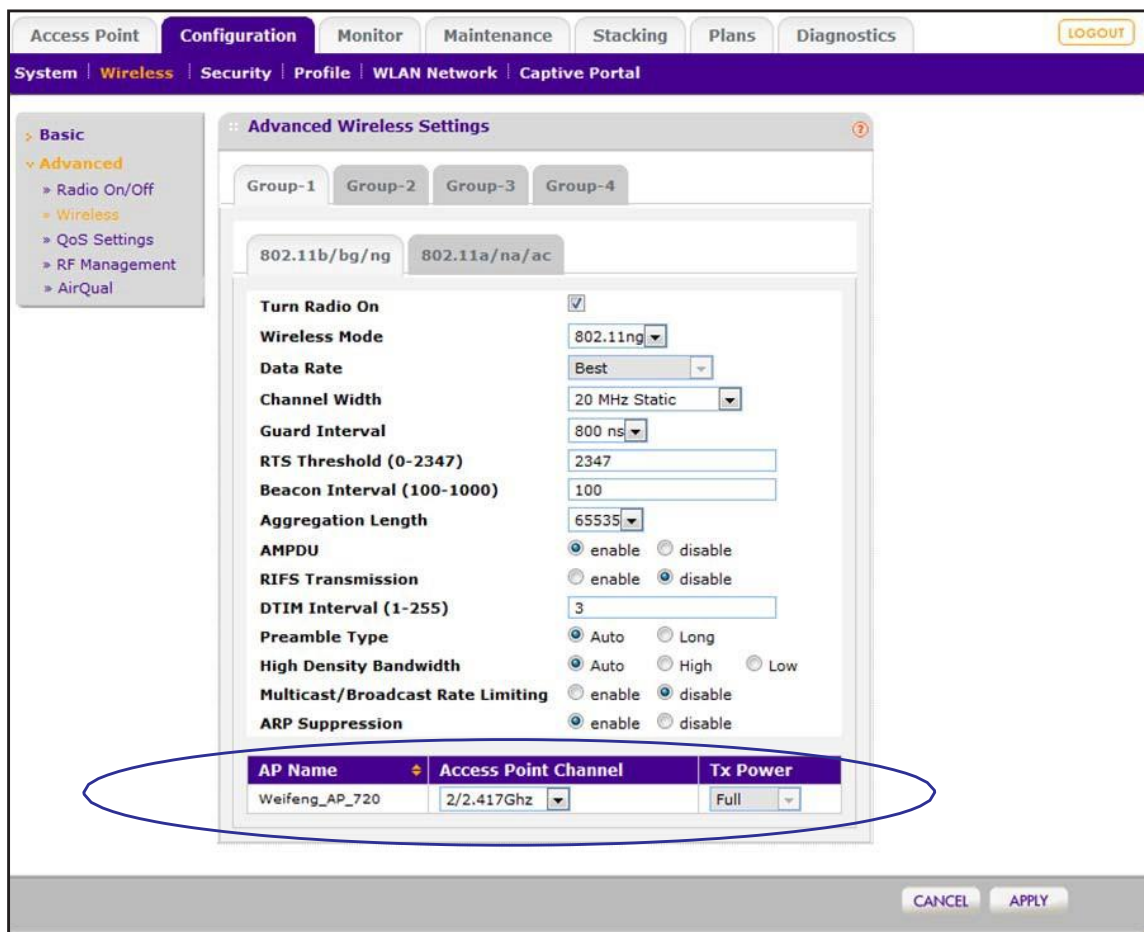 Access Point Configuration Monitor Maintenance Stacking Plans Diagnostics LOGOUT
System Wireless Security Profile WLAN Network Captive Portal
Basic
Advanced
» Radio On/Off
» Wireless
» QoS Settings
» RF Management
» AirQual
Advanced Wireless Settings ?
Group-1 Group-2 Group-3 Group-4
802.11b/bg/ng 802.11a/na/ac
Turn Radio On
Wireless Mode 802.11ng
Data Rate Best
Channel Width 20 MHz Static
Guard Interval 800 ns
RTS Threshold (0-2347) 2347
Beacon Interval (100-1000) 100
Aggregation Length 65535
AMPDU enable disable
RIFS Transmission enable disable
DTIM Interval (1-255) 3
Preamble Type Auto Long
High Density Bandwidth Auto High Low
Multicast/Broadcast Rate Limiting enable disable
ARP Suppression enable disable
AP Name Access Point Channel Tx Power
Weifeng_AP_720 2/2.417Ghz Full
CANCEL APPLY